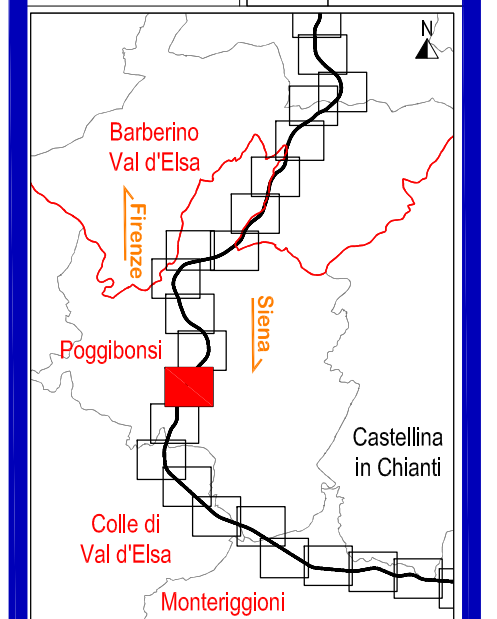 N
Barberino
Val d'Elsa
Firenze
Siena
Poggibonsi
Castellina
in Chianti
Colle di
Val d'Elsa
Monteriggioni